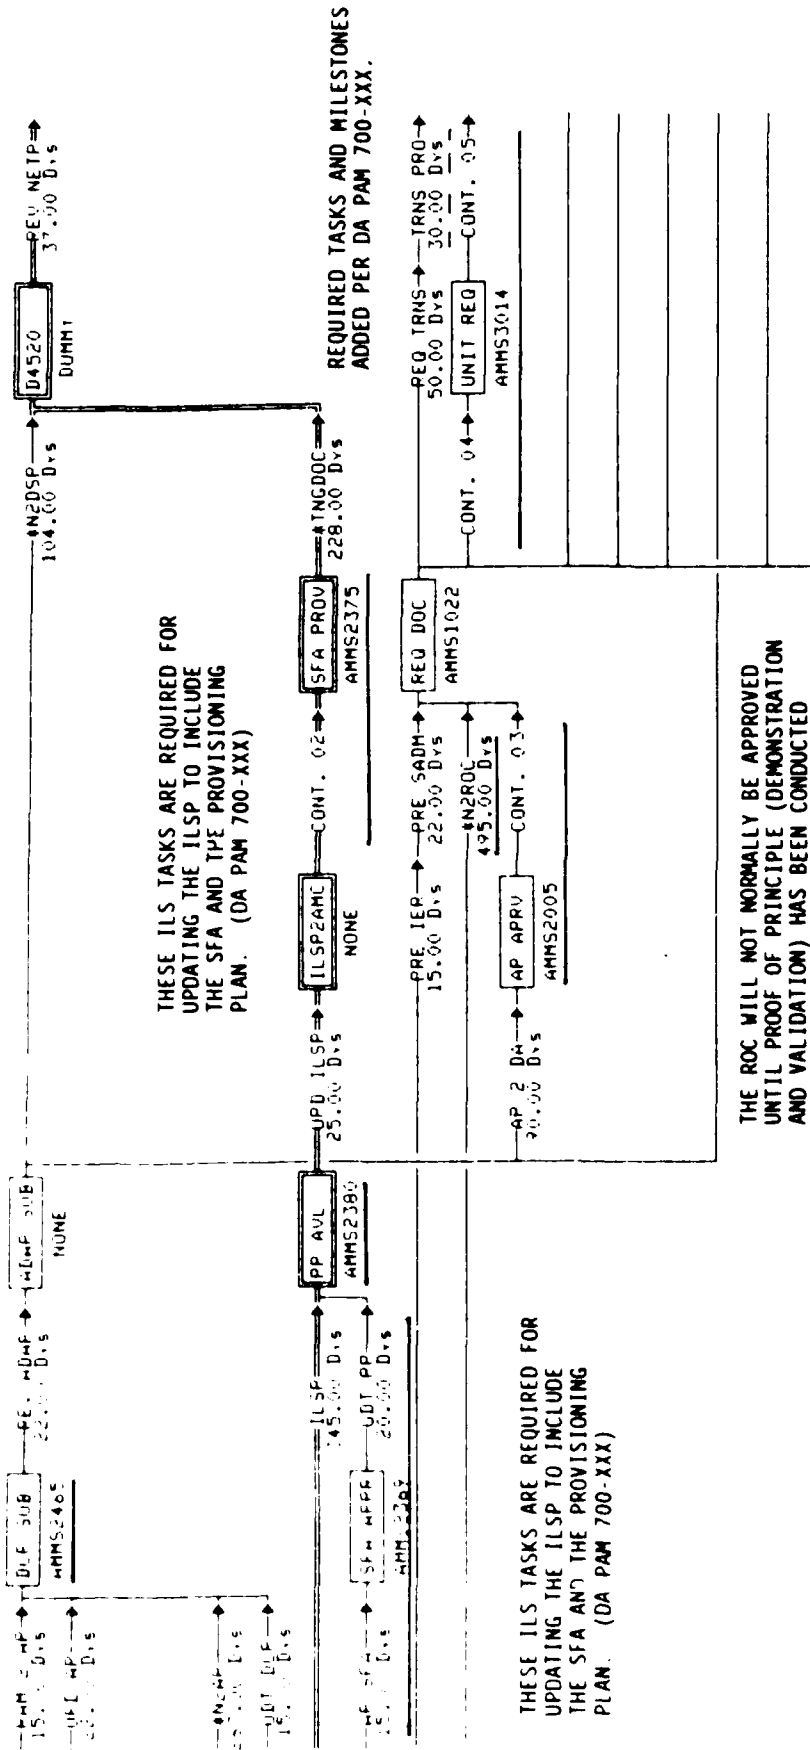 REV NETP
37.00 Dys
D4520
DUMMY
*N2DSP
104.00 Dys
ADAP SUB
NONE
22.00 Dys
AMMS2465
THESE ILS TASKS ARE REQUIRED FOR
UPDATING THE ILSP TO INCLUDE
THE SFA AND THE PROVISIONING
PLAN. (DA PAM 700-XXX)
REQUIRED TASKS AND MILESTONES
ADDED PER DA PAM 700-XXX.
ILSP
PP AVL
AMMS2380
UPD ILSP
25.00 Dys
ILSP2AMC
NONE
CONT. 02
SFA PROV
AMMS2375
*TNGDOC
228.00 Dys
UDT PP
20.00 Dys
PRE IER
15.00 Dys
PRE SADM
22.00 Dys
*N2ROC
495.00 Dys
AP 2 DA
90.00 Dys
AP APRV
AMMS2005
CONT. 03
REQ DOC
AMMS1022
REQ TRNS
50.00 Dys
TRNS PRO
30.00 Dys
CONT. 04
UNIT REQ
AMMS3014
CONT. 05
THESE ILS TASKS ARE REQUIRED FOR
UPDATING THE ILSP TO INCLUDE
THE SFA AND THE PROVISIONING
PLAN. (DA PAM 700-XXX)
THE ROC WILL NOT NORMALLY BE APPROVED
UNTIL PROOF OF PRINCIPLE (DEMONSTRATION
AND VALIDATION) HAS BEEN CONDUCTED